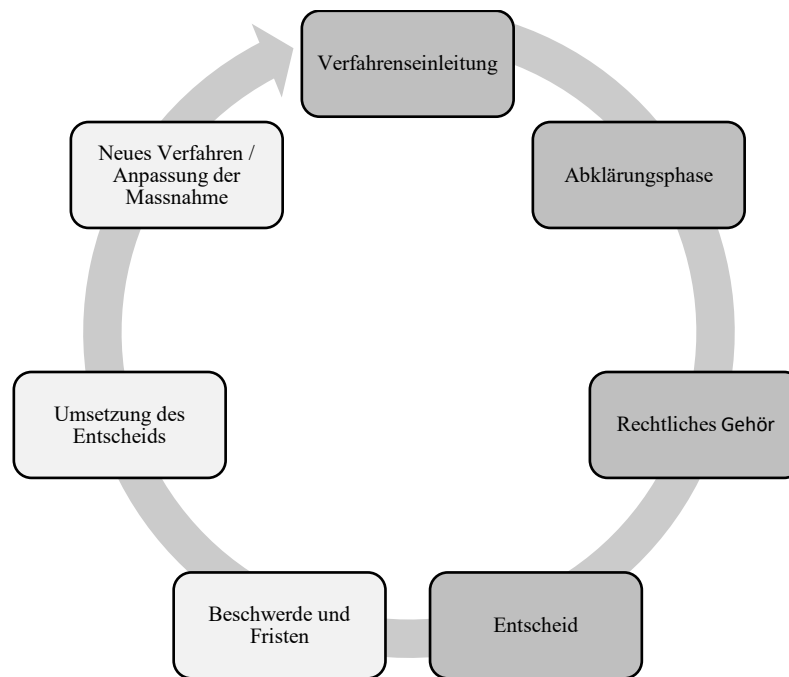 Verfahrenseinleitung
Abklärungsphase
Rechtliches Gehör
Entscheid
Beschwerde und
Fristen
Umsetzung des
Entscheids
Neues Verfahren /
Anpassung der
Massnahme